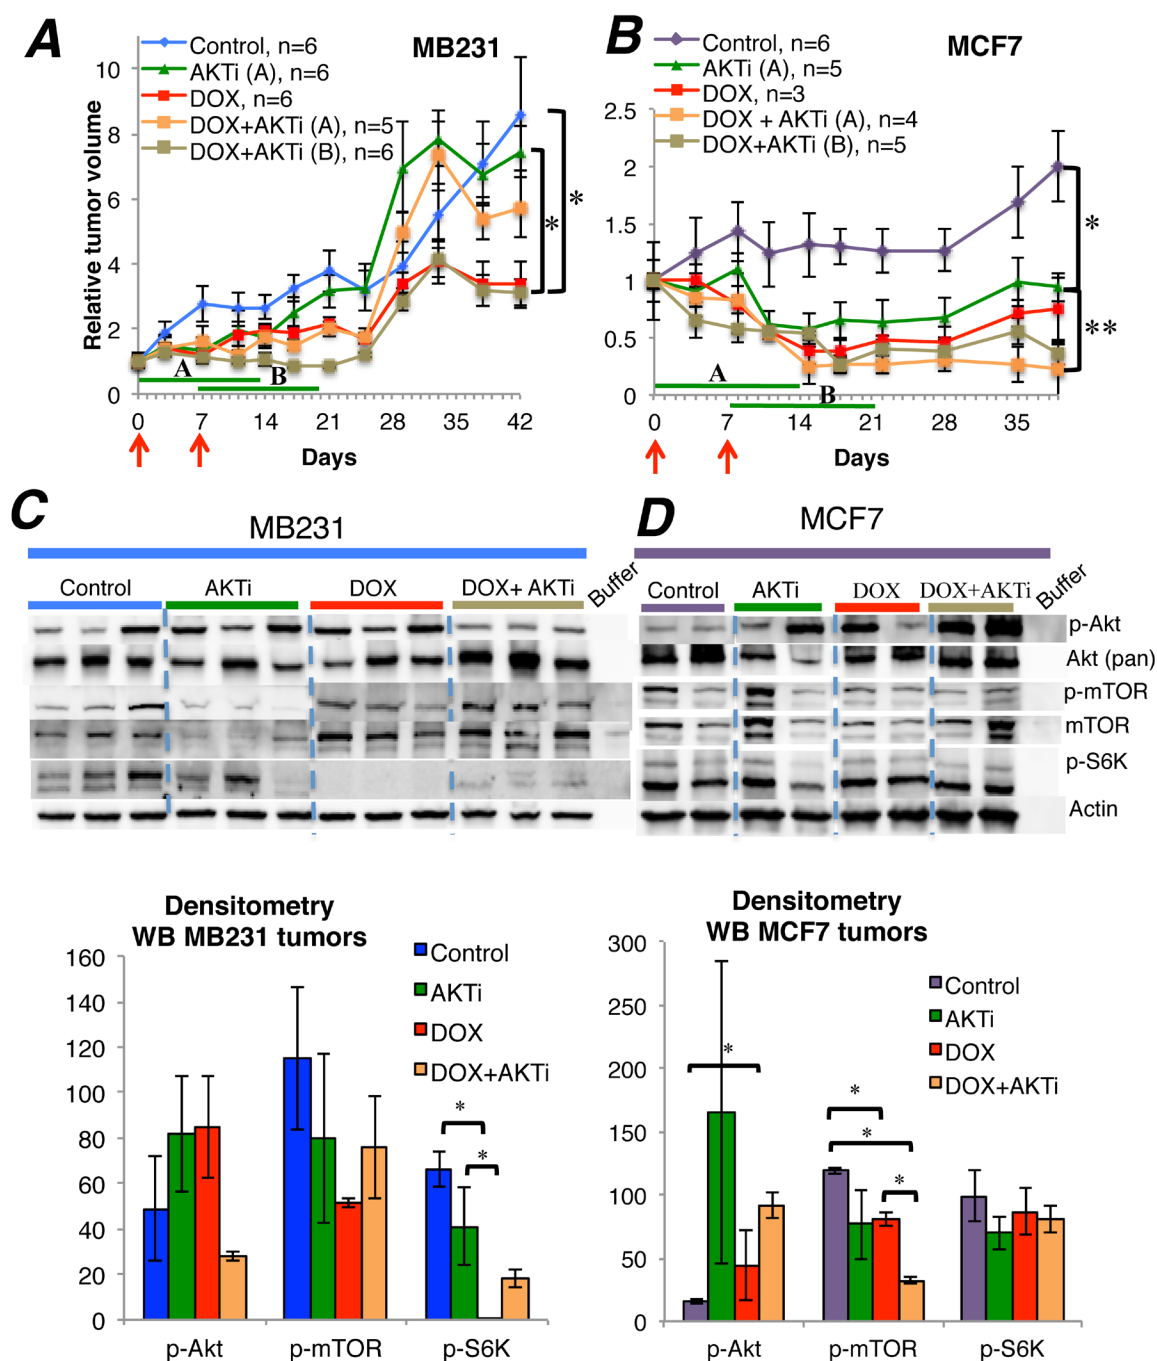 A
MB231
Control, n=6
AKTi (A), n=6
DOX, n=6
DOX+AKTi (A), n=5
DOX+AKTi (B), n=6
Relative tumor volume
10
8
6
4
2
0
*
*
A
B
0 7 14 21 28 35 42
Days
B
MCF7
Control, n=6
AKTi (A), n=5
DOX, n=3
DOX + AKTi (A), n=4
DOX+AKTi (B), n=5
2.5
2
1.5
1
0.5
0
*
**
A
B
0 7 14 21 28 35
Days
C
MB231
Control AKTi DOX DOX+ AKTi Buffer
D
MCF7
Control AKTi DOX DOX+AKTi Buffer
p-Akt
Akt (pan)
p-mTOR
mTOR
p-S6K
Actin
Densitometry
WB MB231 tumors
Control
AKTi
DOX
DOX+AKTi
160
140
120
100
80
60
40
20
0
*
*
p-Akt p-mTOR p-S6K
Densitometry
WB MCF7 tumors
Control
AKTi
DOX
DOX+AKTi
300
250
200
150
100
50
0
*
*
*
*
p-Akt p-mTOR p-S6K